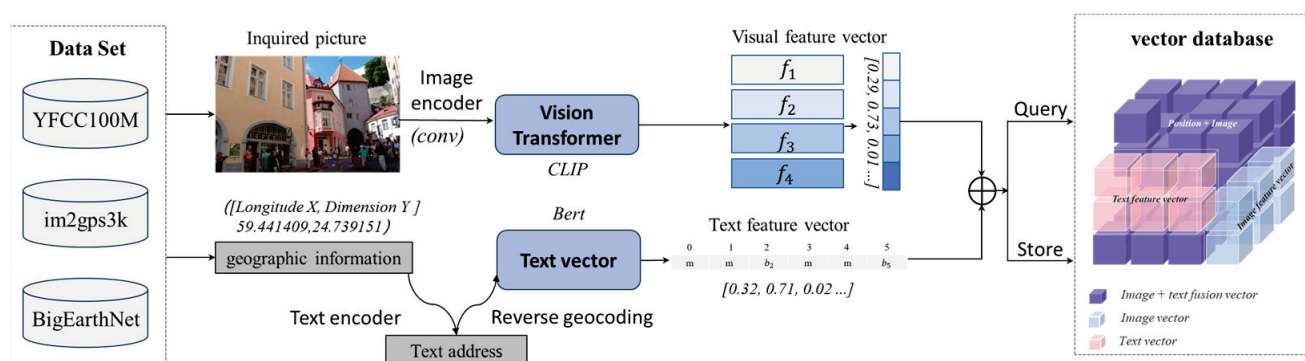 Data Set
YFCC100M
im2gps3k
BigEarthNet
Inquired picture
Image
encoder
(conv)
Vision
Transformer
CLIP
Visual feature vector
f1
f2
f3
f4
[0.29, 0.73, 0.01 ...]
([Longitude X, Dimension Y ]
59.441409,24.739151)
geographic information
Text encoder
Text address
Reverse geocoding
Bert
Text vector
Text feature vector
0 1 2 3 4 5
m m b2 m m b5
[0.32, 0.71, 0.02 ...]
Query
Store
vector database
Position + Image
Text feature vector
Image feature vector
Image + text fusion vector
Image vector
Text vector